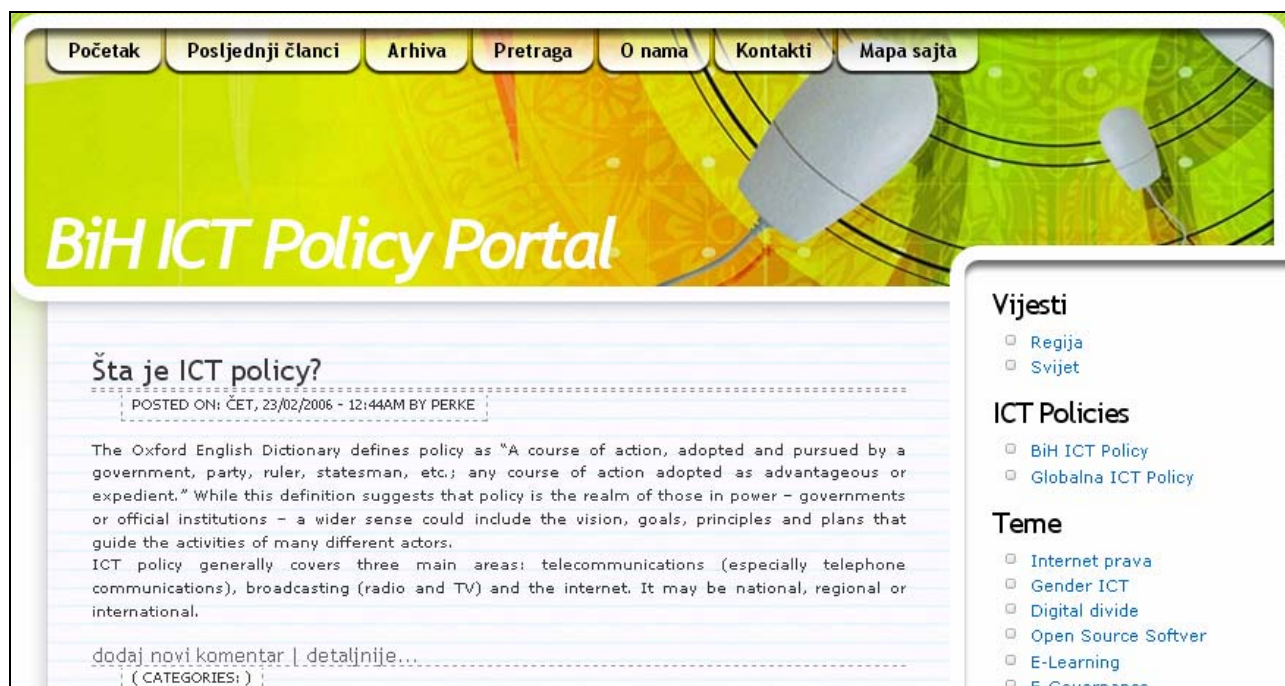 Početak Posljednji članci Arhiva Pretraga O nama Kontakti Mapa sajta
BiH ICT Policy Portal
Šta je ICT policy?
POSTED ON: ČET, 23/02/2006 - 12:44AM BY PERKE
The Oxford English Dictionary defines policy as “A course of action, adopted and pursued by a
government, party, ruler, statesman, etc.; any course of action adopted as advantageous or
expedient.” While this definition suggests that policy is the realm of those in power – governments
or official institutions – a wider sense could include the vision, goals, principles and plans that
guide the activities of many different actors.
ICT policy generally covers three main areas: telecommunications (especially telephone
communications), broadcasting (radio and TV) and the internet. It may be national, regional or
international.
dodaj novi komentar | detaljnije...
( CATEGORIES: )
Vijesti
Regija
Svijet
ICT Policies
BiH ICT Policy
Globalna ICT Policy
Teme
Internet prava
Gender ICT
Digital divide
Open Source Softver
E-Learning
E-Governance